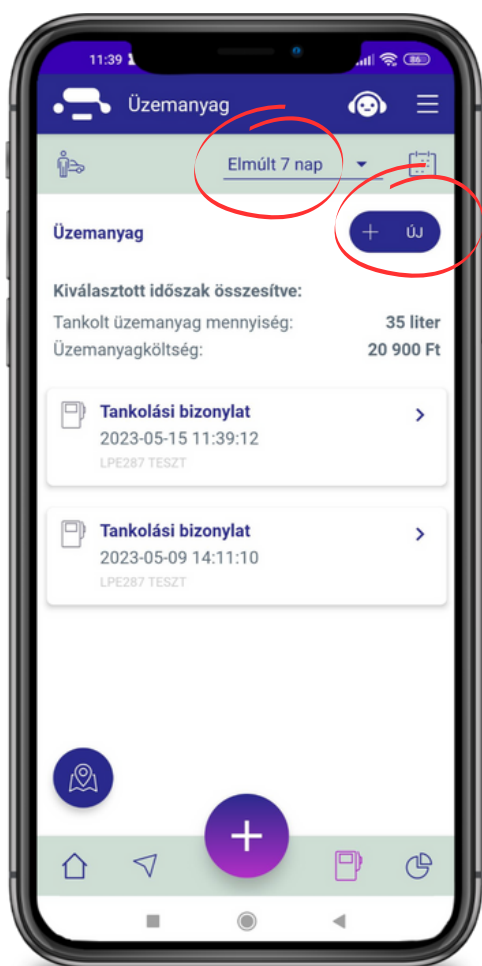 11:39
86
Üzemanyag
Elmúlt 7 nap
Üzemanyag
+ ÚJ
Kiválasztott időszak összesítve:
Tankolt üzemanyag mennyiség: 35 liter
Üzemanyagköltség: 20 900 Ft
Tankolási bizonylat
2023-05-15 11:39:12
LPE287 TESZT
Tankolási bizonylat
2023-05-09 14:11:10
LPE287 TESZT